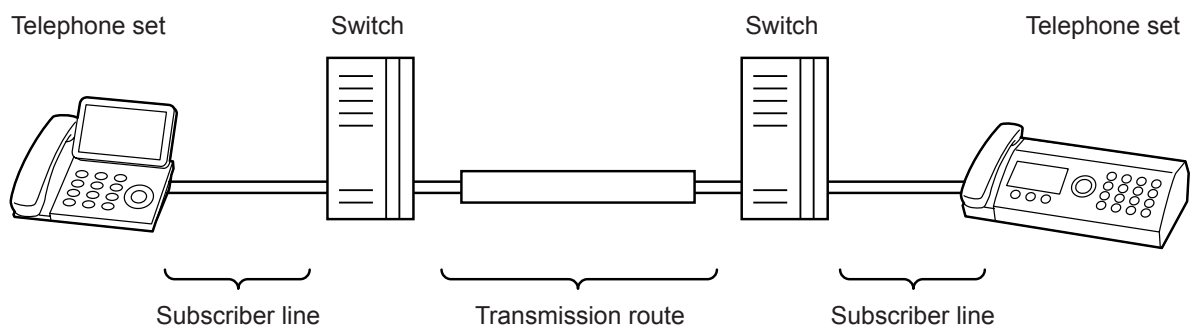 Telephone set
Switch
Switch
Telephone set
Subscriber line
Transmission route
Subscriber line